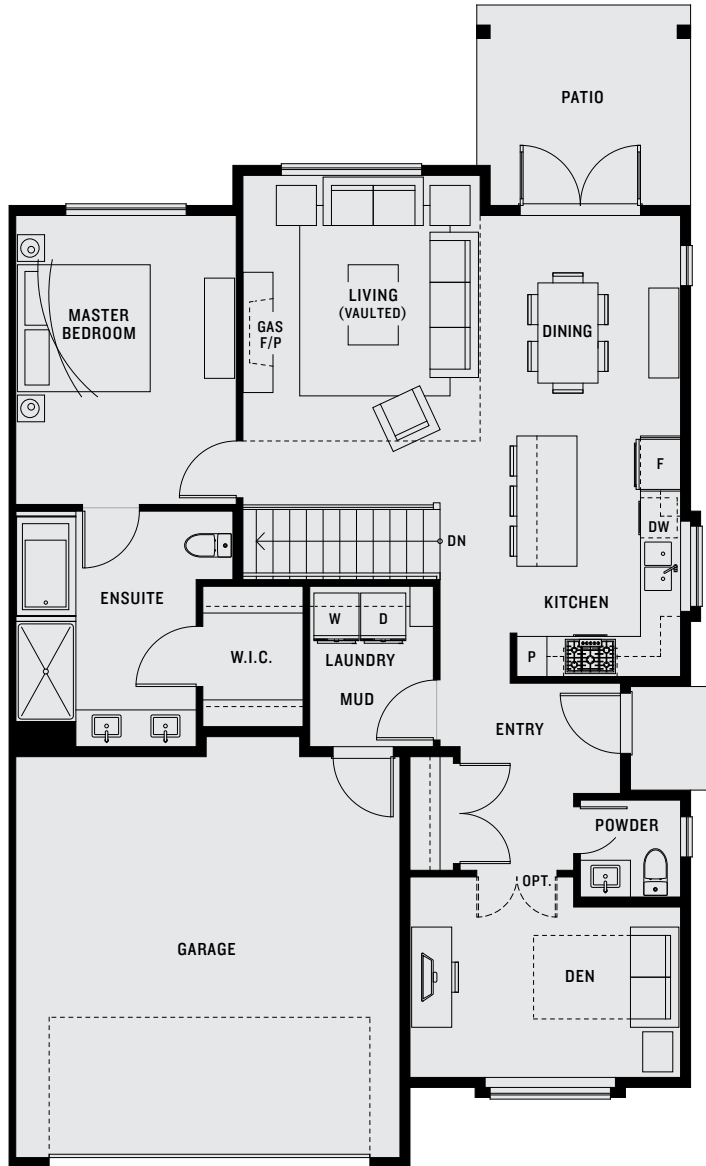 PATIO
LIVING
(VAULTED)
MASTER
BEDROOM
GAS
F/P
DINING
F
DW
DN
ENSUITE
KITCHEN
W
D
W.I.C.
LAUNDRY
P
MUD
ENTRY
POWDER
OPT.
GARAGE
DEN